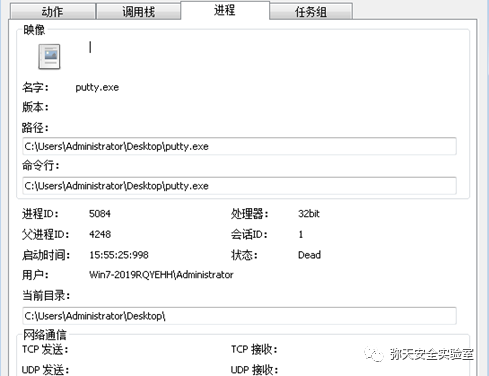 动作 调用栈 进程 任务组
映像
名字： putty.exe
版本：
路径：
C:\Users\Administrator\Desktop\putty.exe
命令行：
C:\Users\Administrator\Desktop\putty.exe
进程ID： 5084 处理器： 32bit
父进程ID： 4248 会话ID： 1
启动时间： 15:55:25:998 状态： Dead
用户： Win7-2019RQYEHH\Administrator
当前目录：
C:\Users\Administrator\Desktop\
网络通信
TCP 发送： TCP 接收：
UDP 发送： UDP 接收：
弥天安全实验室